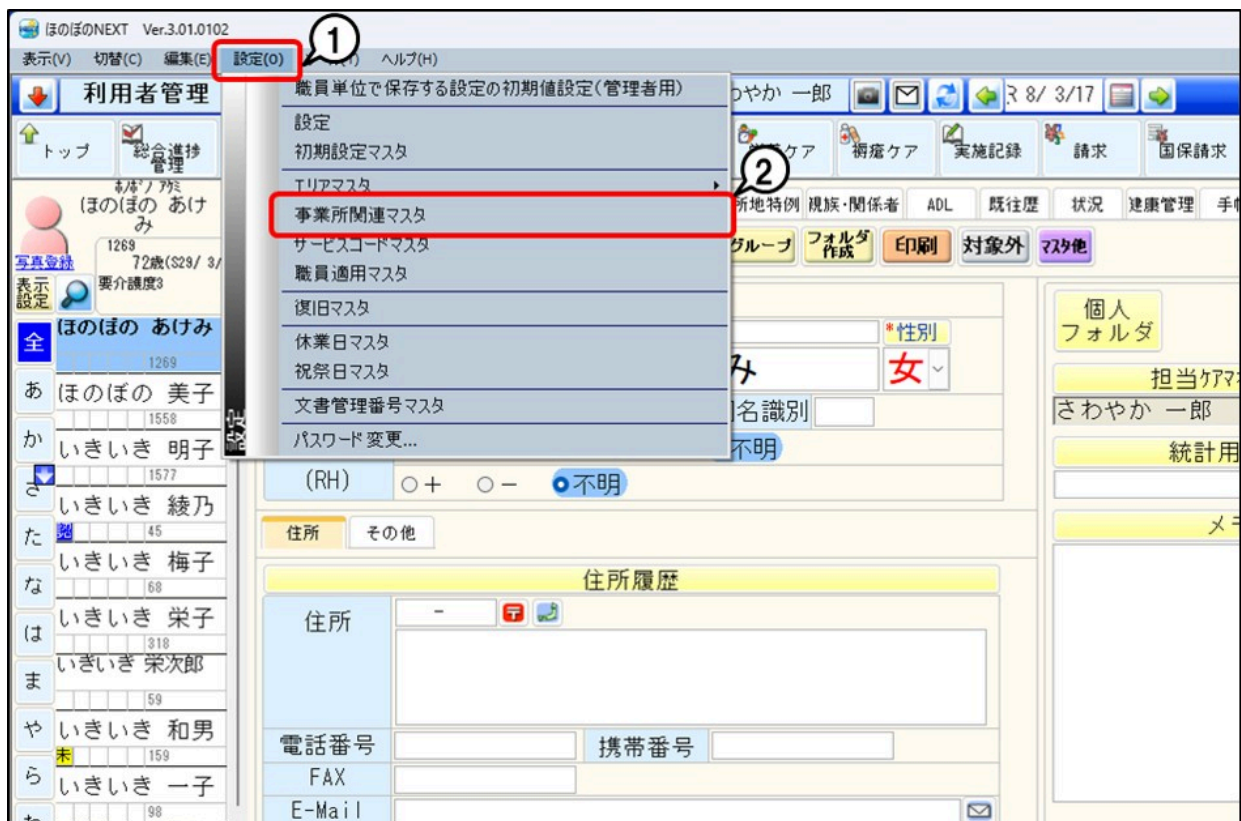 ほのぼのNEXT Ver.3.01.0102
表示(V) 切替(C) 編集(E) 設定(O) ① ヘルプ(H)
利用者管理
わやか 一郎
R 8/ 3/17
トップ
総合進捗管理
褥瘡ケア
実施記録
請求
国保請求
職員単位で保存する設定の初期値設定(管理者用)
設定
初期設定マスタ
エリアマスタ
②
事業所関連マスタ
サービスコードマスタ
職員適用マスタ
復旧マスタ
休業日マスタ
祝祭日マスタ
文書管理番号マスタ
パスワード変更...
設定
ほのぼの あけみ
1269
72歳(S29/ 3/
写真登録
要介護度3
表示設定
所地特例 親族・関係者 ADL 既往歴 状況 健康管理
グループ フォルダ作成 印刷 対象外 マスタ他
全
あ
か
さ
た
な
は
ま
や
ら
ほのぼの あけみ
1269
ほのぼの 美子
1558
いきいき 明子
1577
いきいき 綾乃
45
いきいき 梅子
68
いきいき 栄子
318
いきいき 栄次郎
59
いきいき 和男
未 159
いきいき 一子
98
*性別
み 女
名識別
不明
(RH) + - 不明
個人フォルダ
担当ケアマネ
さわやか 一郎
統計用
メモ
住所 その他
住所履歴
住所 -
電話番号 携帯番号
FAX
E-Mail